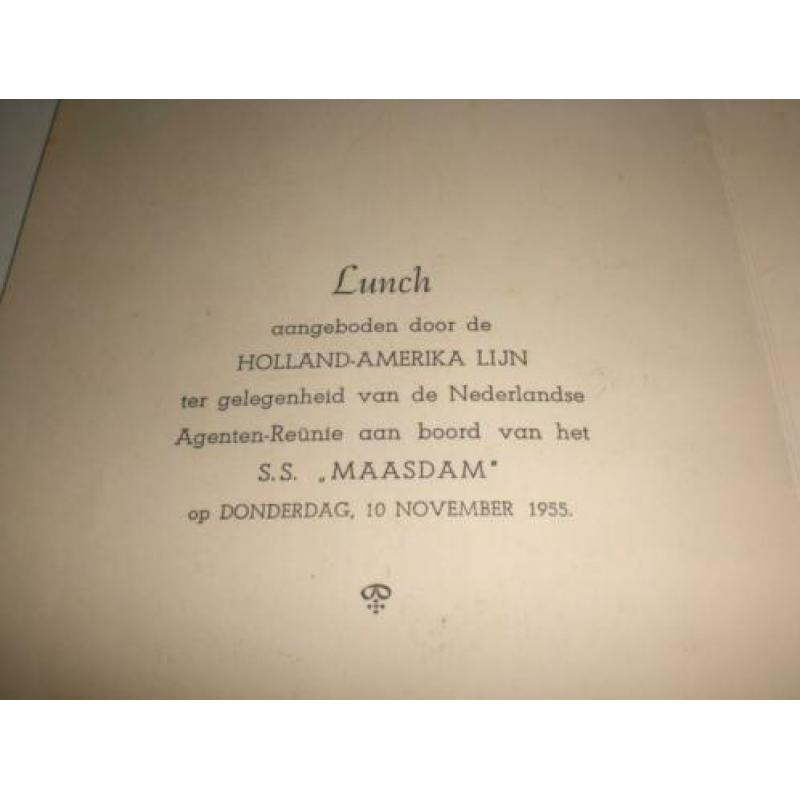 Lunch
aangeboden door de
HOLLAND-AMERIKA LIJN
ter gelegenheid van de Nederlandse
Agenten-Reünie aan boord van het
S.S. „MAASDAM"
op DONDERDAG, 10 NOVEMBER 1955.